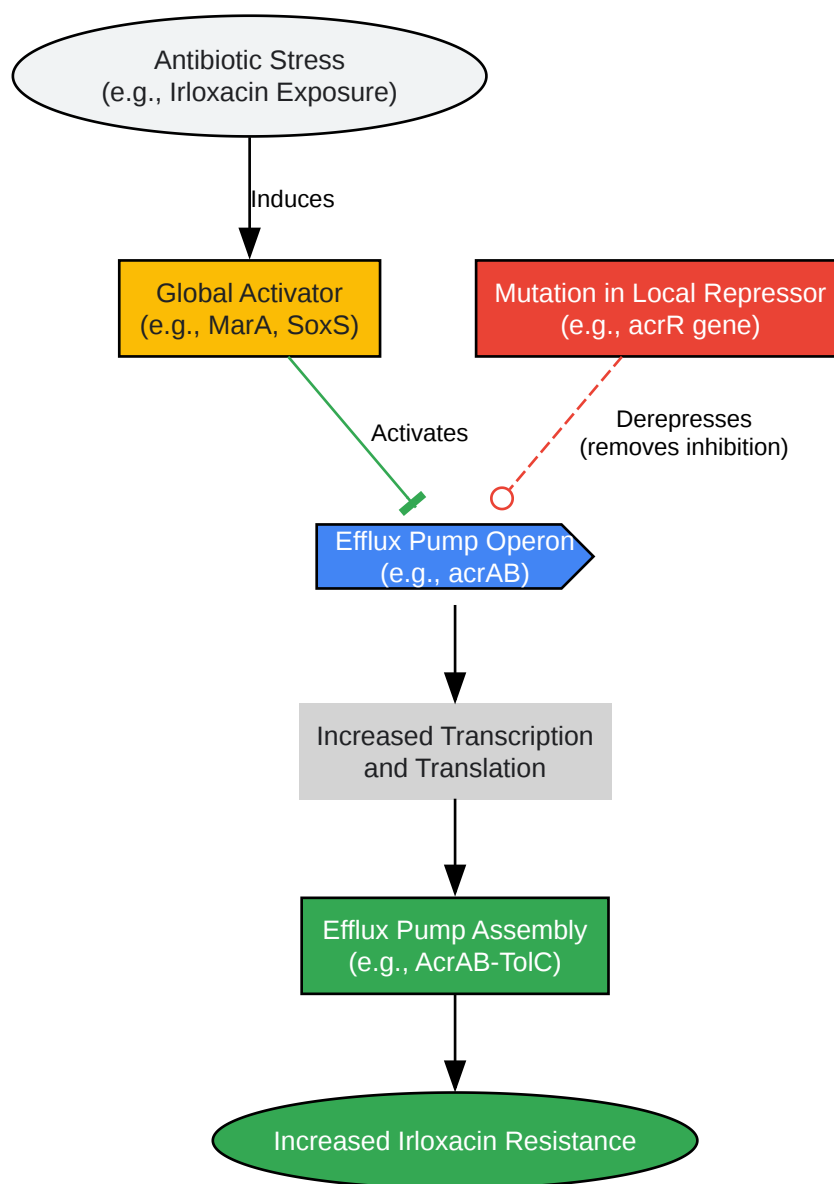 Antibiotic Stress
(e.g., Irloxacin Exposure)
Induces
Global Activator
(e.g., MarA, SoxS)
Mutation in Local Repressor
(e.g., acrR gene)
Activates
Derepresses
(removes inhibition)
Efflux Pump Operon
(e.g., acrAB)
Increased Transcription
and Translation
Efflux Pump Assembly
(e.g., AcrAB-TolC)
Increased Irloxacin Resistance